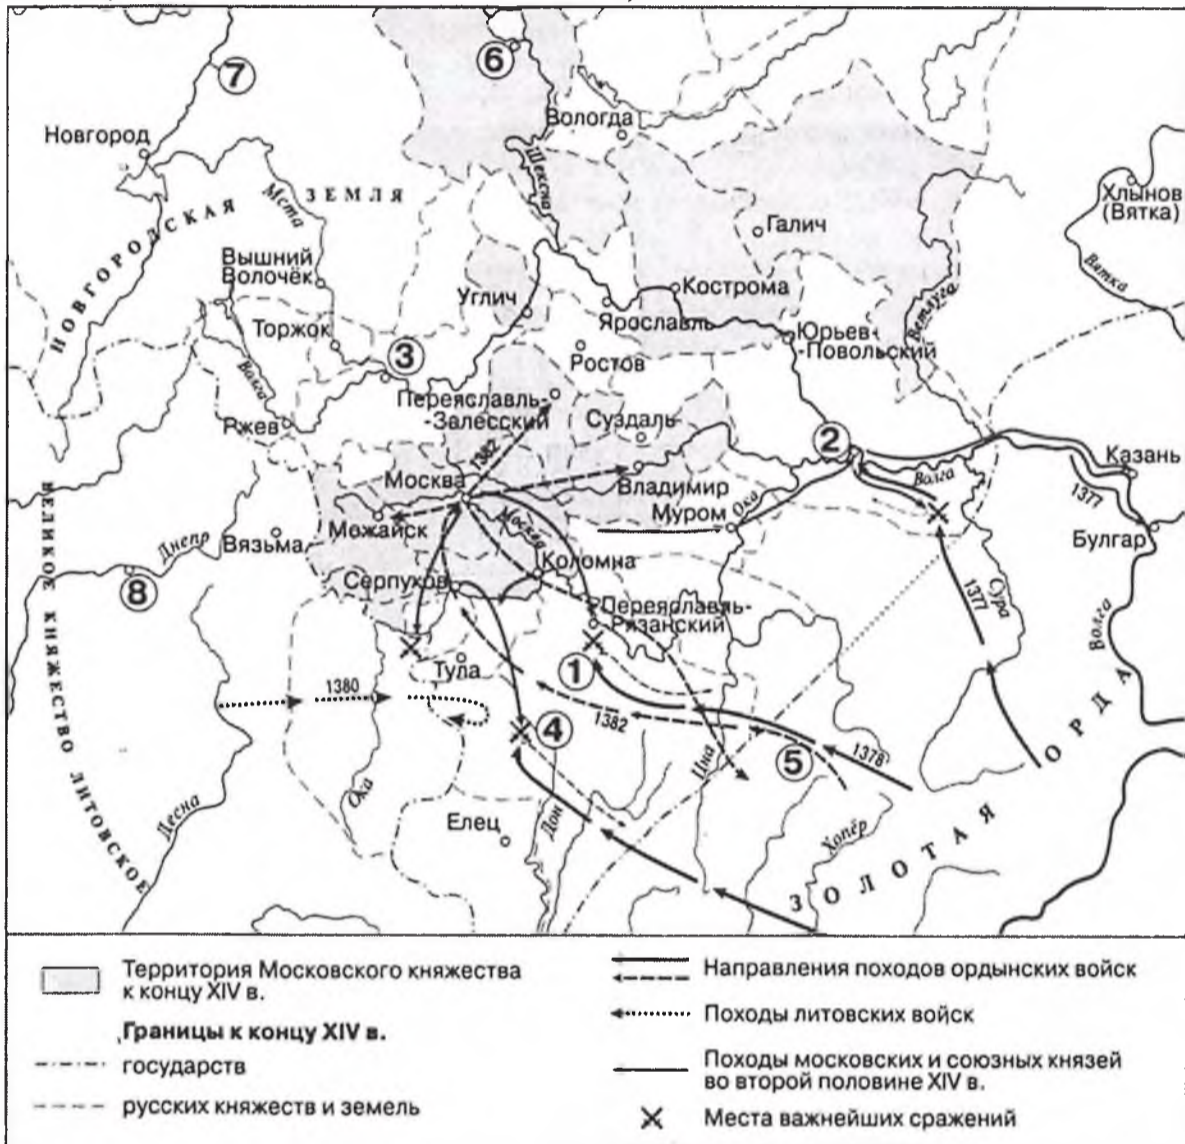 7
6
Новгород
Вологда
Шексна
Хлынов
(Вятка)
НОВГОРОДСКАЯ ЗЕМЛЯ
Мста
Галич
Вышний
Волочёк
Вятка
Углич
Кострома
Ветлуга
Торжок
Ярославль
Юрьев-
-Повольский
3
Волга
Ростов
Переяславль-
-Залесский
Суздаль
Ржев
1382
2
Москва
Владимир
Волга
Казань
1377
Можайск
Москва
Муром
Ока
Булгар
ВЕЛИКОЕ КНЯЖЕСТВО ЛИТОВСКОЕ
Днепр
Вязьма
Коломна
8
Серпухов
1377
Сура
Переяславль-
-Рязанский
Волга
Тула
1
1380
1382
4
5
1378
Цна
Ока
Десна
Елец
Дон
Хопёр
ЗОЛОТАЯ ОРДА
Территория Московского княжества
к концу XIV в.
Границы к концу XIV в.
государств
русских княжеств и земель
Направления походов ордынских войск
Походы литовских войск
Походы московских и союзных князей
во второй половине XIV в.
Места важнейших сражений